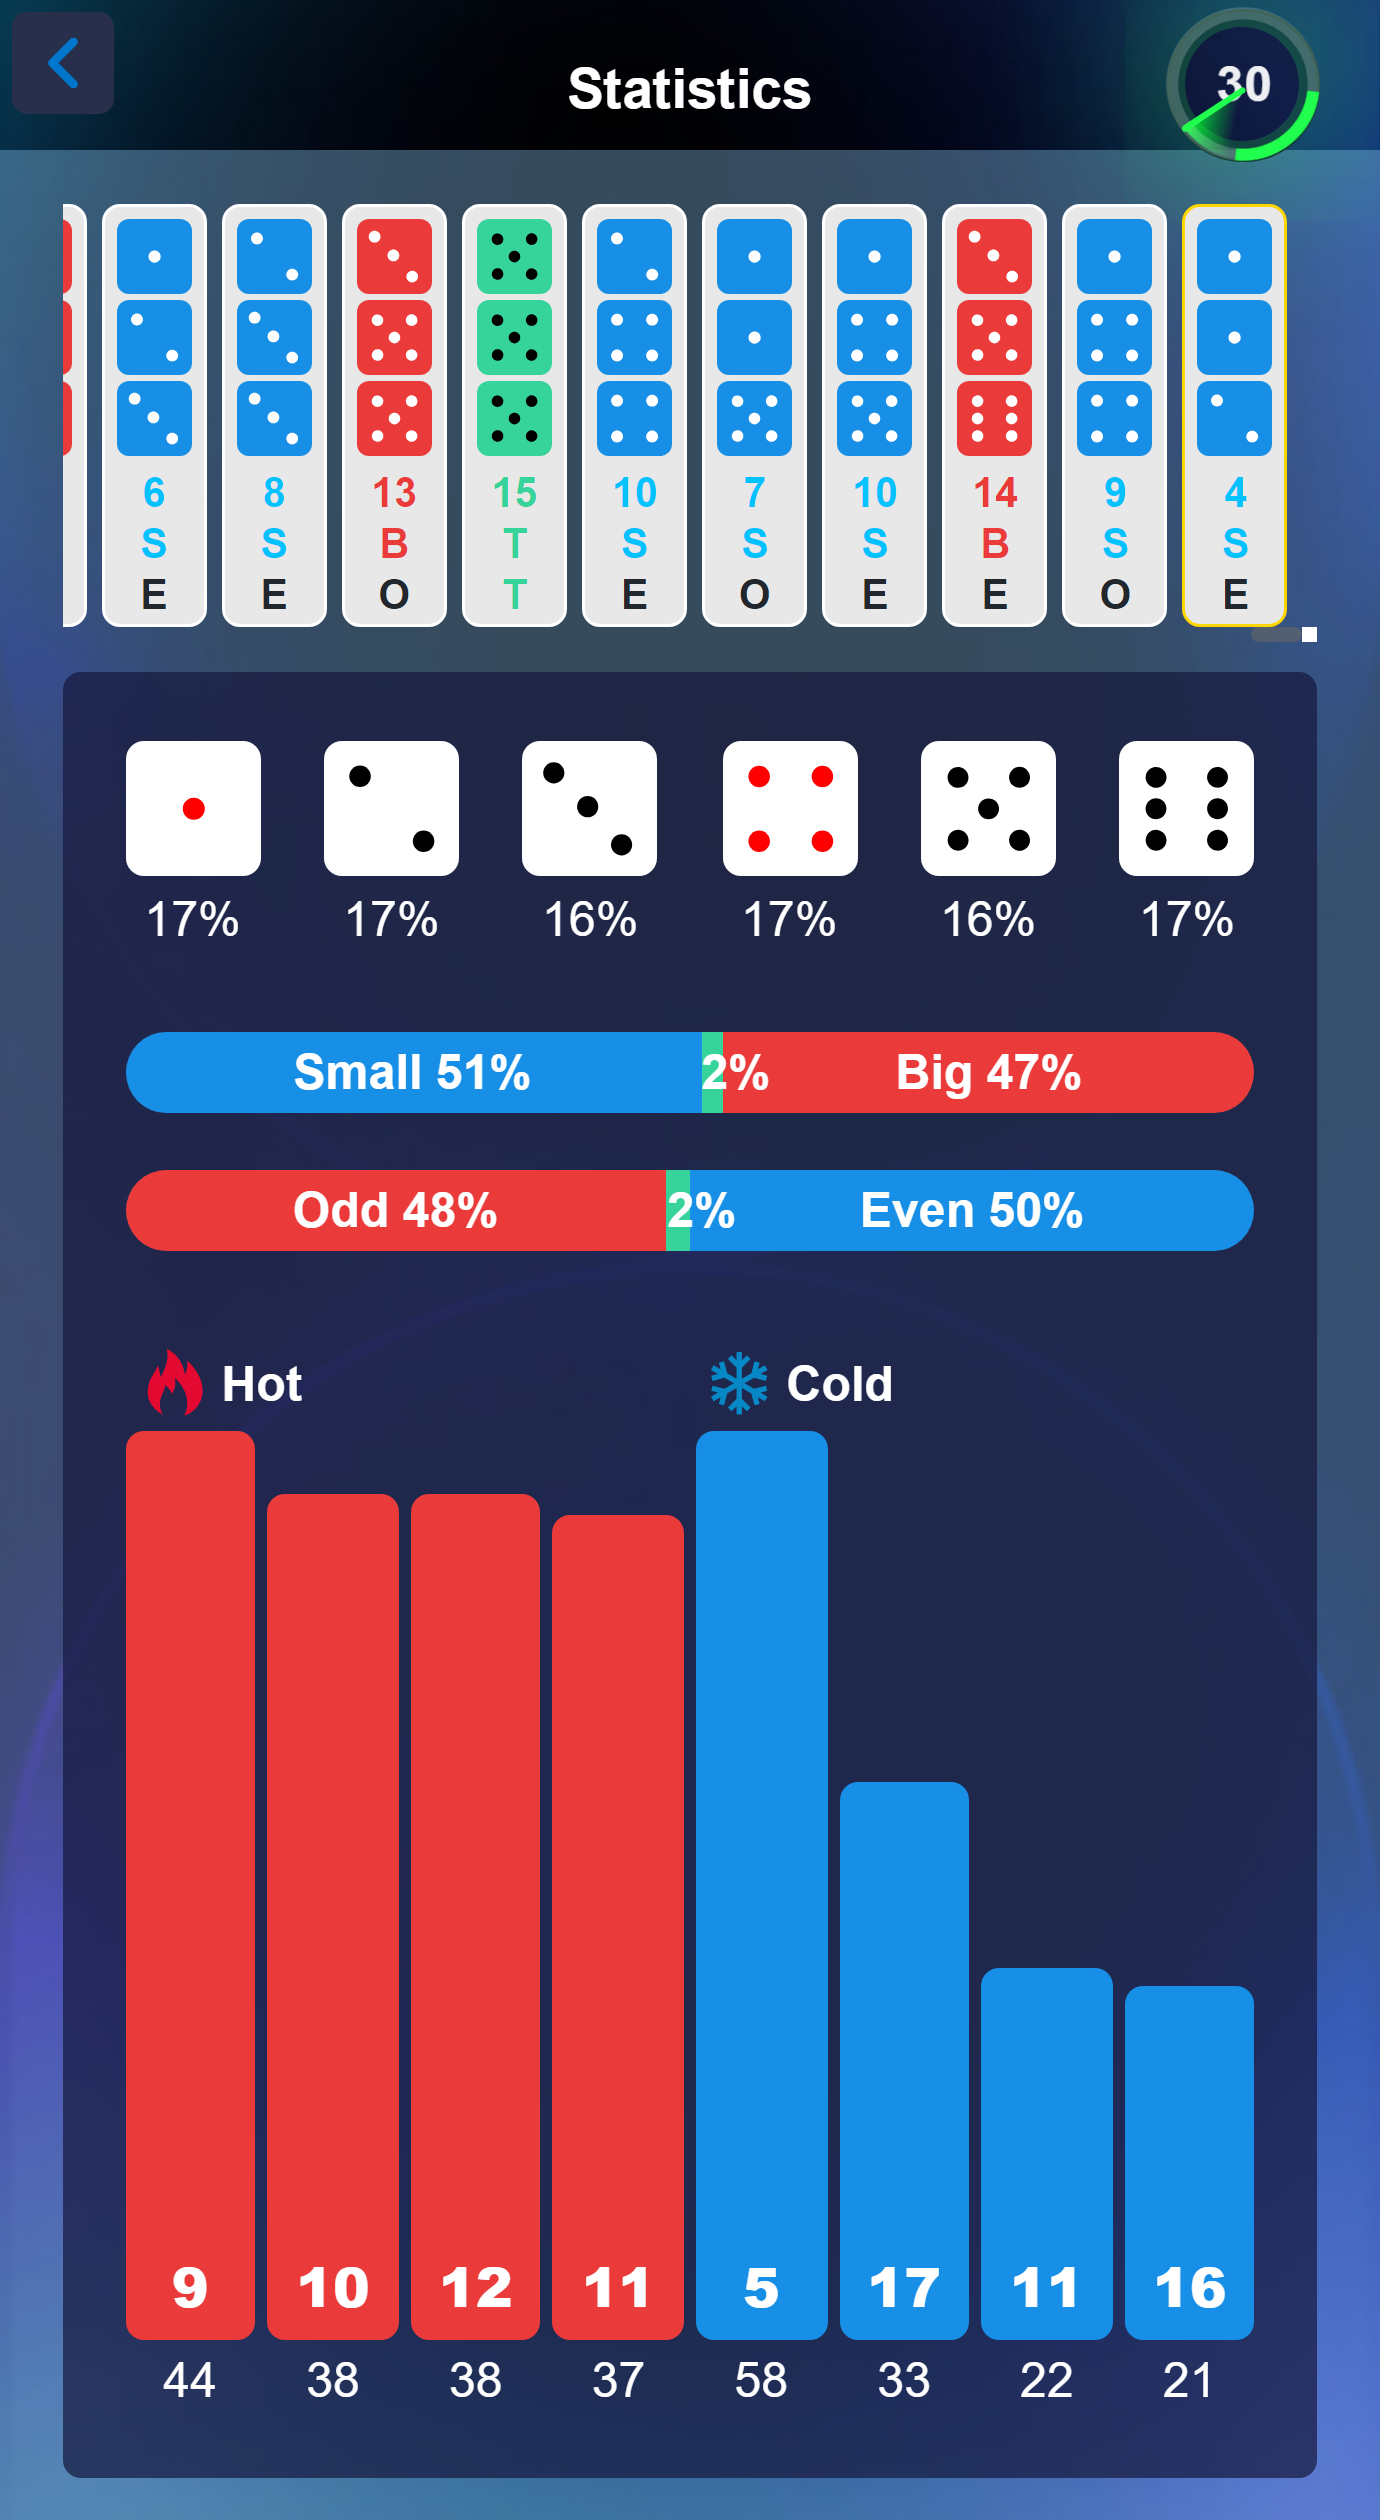 Statistics
30
6 8 13 15 10 7 10 14 9 4
S S B T S S S B S S
E E O T E O E E O E
17% 17% 16% 17% 16% 17%
Small 51% 2% Big 47%
Odd 48% 2% Even 50%
Hot Cold
9 10 12 11 5 17 11 16
44 38 38 37 58 33 22 21